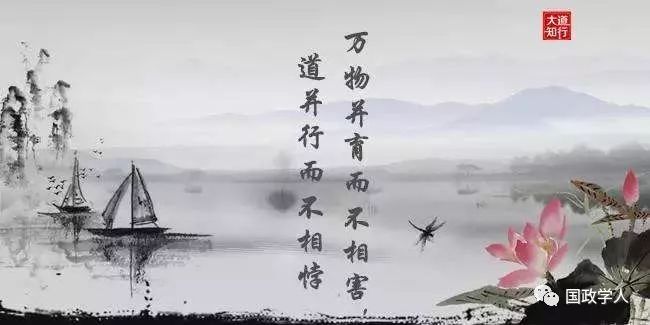 万物并育而不相害，
道并行而不相悖
大道
知行
国政学人